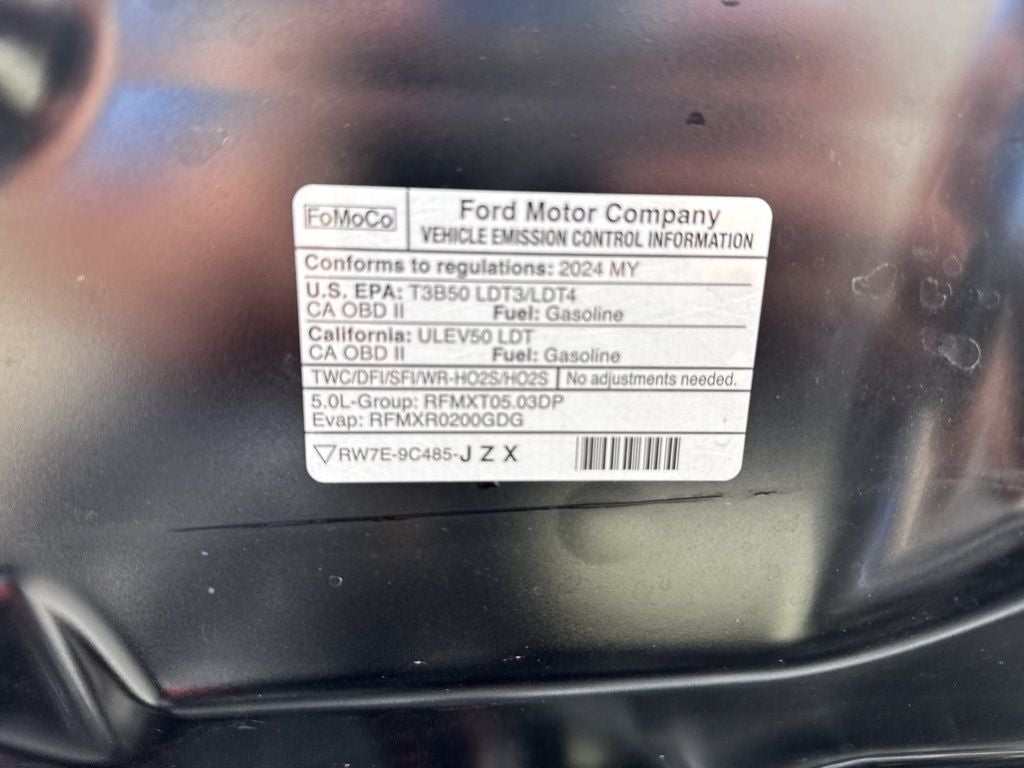 FoMoCo
Ford Motor Company
VEHICLE EMISSION CONTROL INFORMATION
Conforms to regulations: 2024 MY
U.S. EPA: T3B50 LDT3/LDT4
CA OBD II Fuel: Gasoline
California: ULEV50 LDT
CA OBD II Fuel: Gasoline
TWC/DFI/SFI/WR-HO2S/HO2S No adjustments needed.
5.0L-Group: RFMXT05.03DP
Evap: RFMXR0200GDG
RW7E-9C485-J Z X